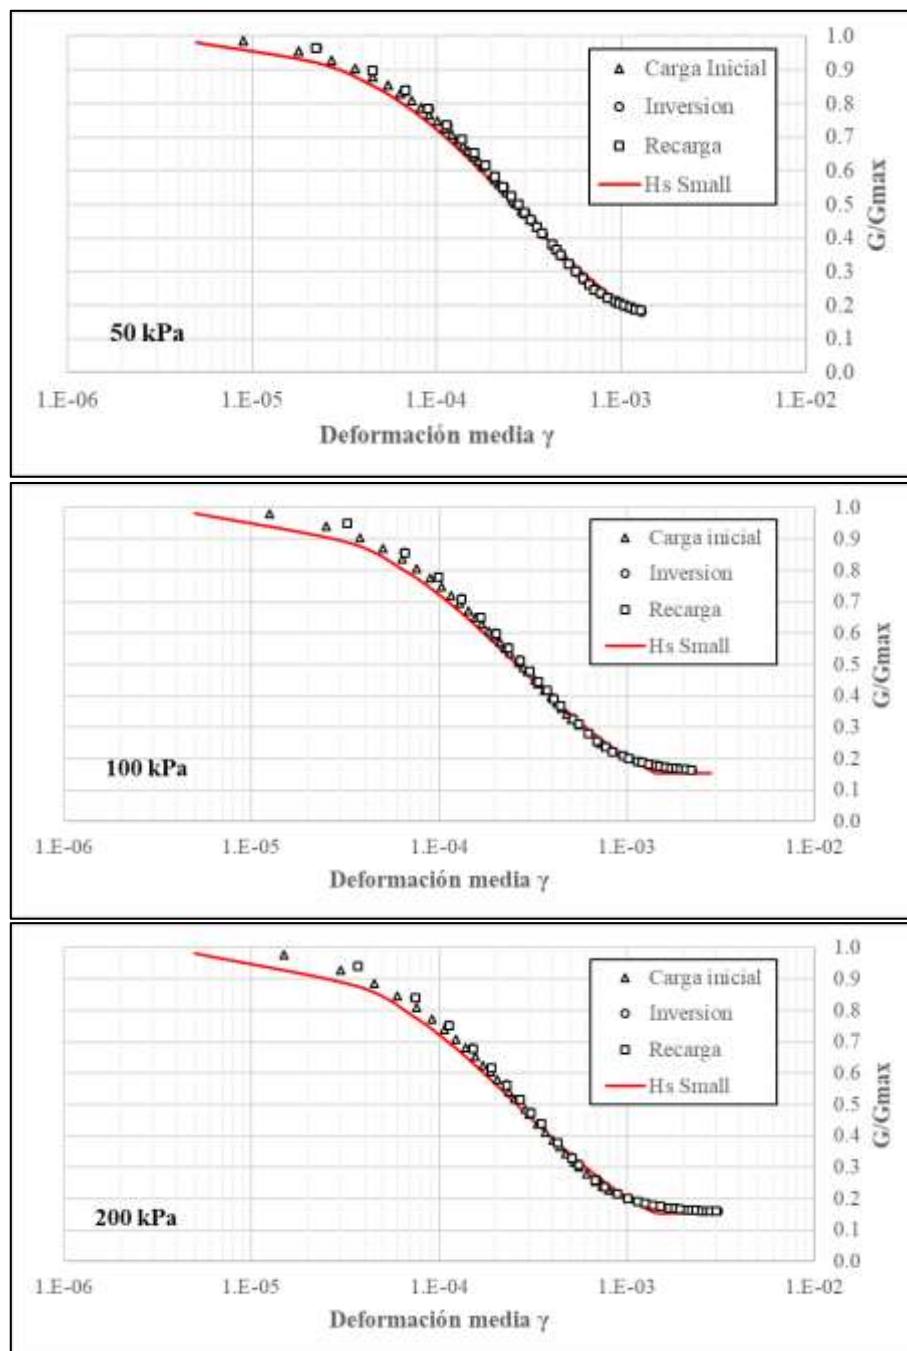 1.0
0.9
0.8
0.7
0.6
0.5
0.4
0.3
0.2
0.1
0.0
G/Gmax
Carga Inicial
Inversion
Recarga
Hs Small
50 kPa
1.E-06 1.E-05 1.E-04 1.E-03 1.E-02
Deformación media γ
1.0
0.9
0.8
0.7
0.6
0.5
0.4
0.3
0.2
0.1
0.0
G/Gmax
Carga inicial
Inversion
Recarga
Hs Small
100 kPa
1.E-06 1.E-05 1.E-04 1.E-03 1.E-02
Deformación media γ
1.0
0.9
0.8
0.7
0.6
0.5
0.4
0.3
0.2
0.1
0.0
G/Gmax
Carga inicial
Inversion
Recarga
Hs Small
200 kPa
1.E-06 1.E-05 1.E-04 1.E-03 1.E-02
Deformación media γ